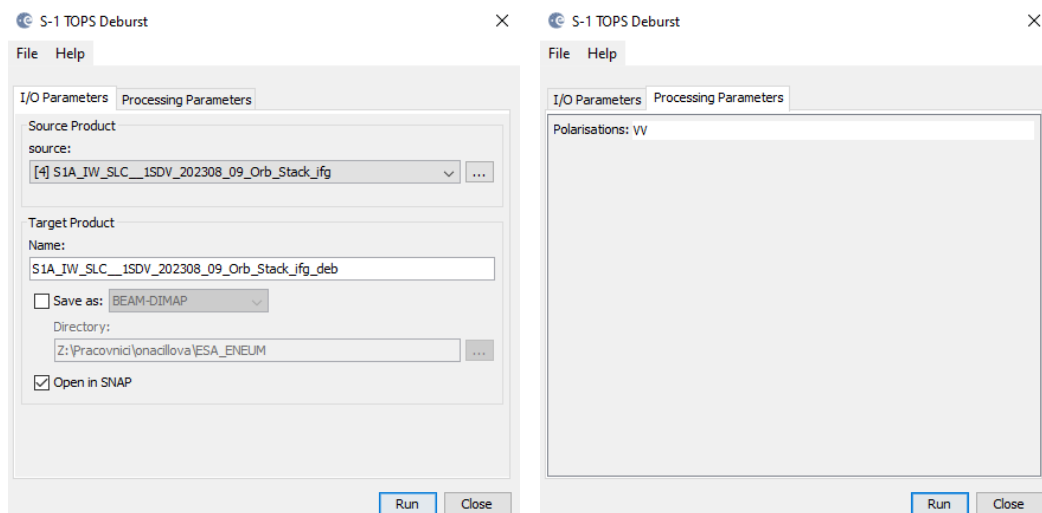 S-1 TOPS Deburst
File Help
I/O Parameters Processing Parameters
Source Product
source:
[4] S1A_IW_SLC__1SDV_202308_09_Orb_Stack_ifg
...
Target Product
Name:
S1A_IW_SLC__1SDV_202308_09_Orb_Stack_ifg_deb
Save as: BEAM-DIMAP
Directory:
Z:\Pracovnici\onacillova\ESA_ENEUM
...
Open in SNAP
Run Close
S-1 TOPS Deburst
File Help
I/O Parameters Processing Parameters
Polarisations: VV
Run Close